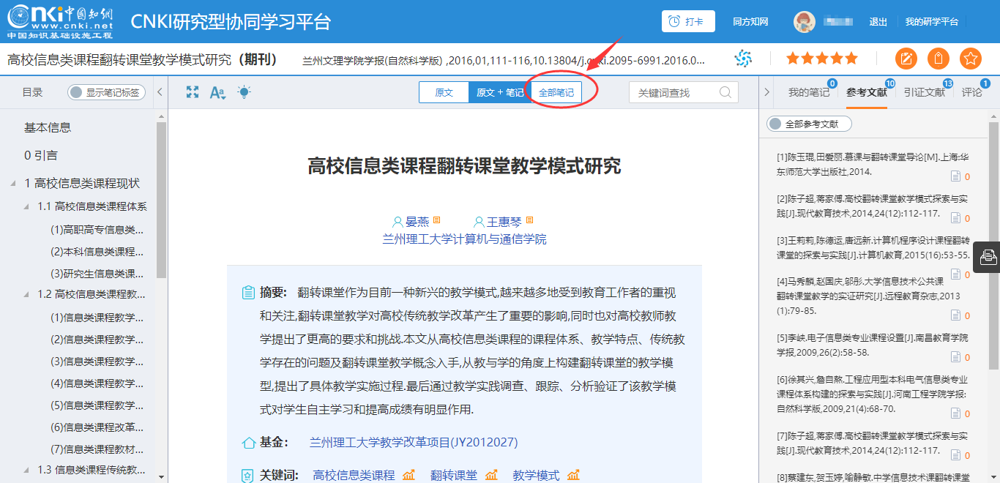 Cnki中国知网
www.cnki.net
中国知识基础设施工程
CNKI研究型协同学习平台
打卡
同方知网
退出
我的研学平台
高校信息类课程翻转课堂教学模式研究（期刊）
兰州文理学院学报(自然科学版) ,2016,01,111-116,10.13804/j.cnki.2095-6991.2016.0...
目录
显示笔记标签
原文
原文 + 笔记
全部笔记
关键词查找
我的笔记 0
参考文献 10
引证文献 13
评论 1
基本信息
0 引言
1 高校信息类课程现状
1.1 高校信息类课程体系
(1)高职高专信息类...
(2)本科信息类课程...
(3)研究生信息类课...
1.2 高校信息类课程教...
(1)信息类课程教学...
(2)信息类课程教学...
(3)信息类课程教学...
(4)信息类课程教学...
(5)信息类课程教学...
(6)信息类课程改革...
(7)信息类课程教材...
1.3 信息类课程传统教...
高校信息类课程翻转课堂教学模式研究
晏燕
王惠琴
兰州理工大学计算机与通信学院
摘要: 翻转课堂作为目前一种新兴的教学模式,越来越多地受到教育工作者的重视
和关注,翻转课堂教学对高校传统教学改革产生了重要的影响,同时也对高校教师教
学提出了更高的要求和挑战.本文从高校信息类课程的课程体系、教学特点、传统教
学存在的问题及翻转课堂教学概念入手,从教与学的角度上构建翻转课堂的教学模
型,提出了具体教学实施过程.最后通过教学实践调查、跟踪、分析验证了该教学模
式对学生自主学习和提高成绩有明显作用.
基金: 兰州理工大学教学改革项目(JY2012027)
关键词: 高校信息类课程 翻转课堂 教学模式
全部参考文献
[1]陈玉琨,田爱丽.慕课与翻转课堂导论[M].上海:华
东师范大学出版社,2014.
0
[2]陈子超,蒋家傅.高校翻转课堂教学模式探索与实
践[J].现代教育技术,2014,24(12):112-117.
0
[3]王莉莉,陈德运,唐远新.计算机程序设计课程翻转
课堂的探索与实践[J].计算机教育,2015(16):53-55.
0
[4]马秀麟,赵国庆,邬彤.大学信息技术公共课
翻转课堂教学的实证研究[J].远程教育杂志,2013
(1):79-85.
0
[5]李峡.电子信息类专业课程设置[J].南昌教育学院
学报,2009,26(2):58-58.
0
[6]徐其兴,詹自熬.工程应用型本科电气信息类专业
课程体系构建的探索与实践[J].河南工程学院学报:
自然科学版,2009,21(4):68-70.
0
[7]陈子超,蒋家傅.高校翻转课堂教学模式探索与实
践[J].现代教育技术,2014,24(12):112-117.
0
[8]蔡建东,贺玉婷,喻静敏.中学信息技术课翻转课堂